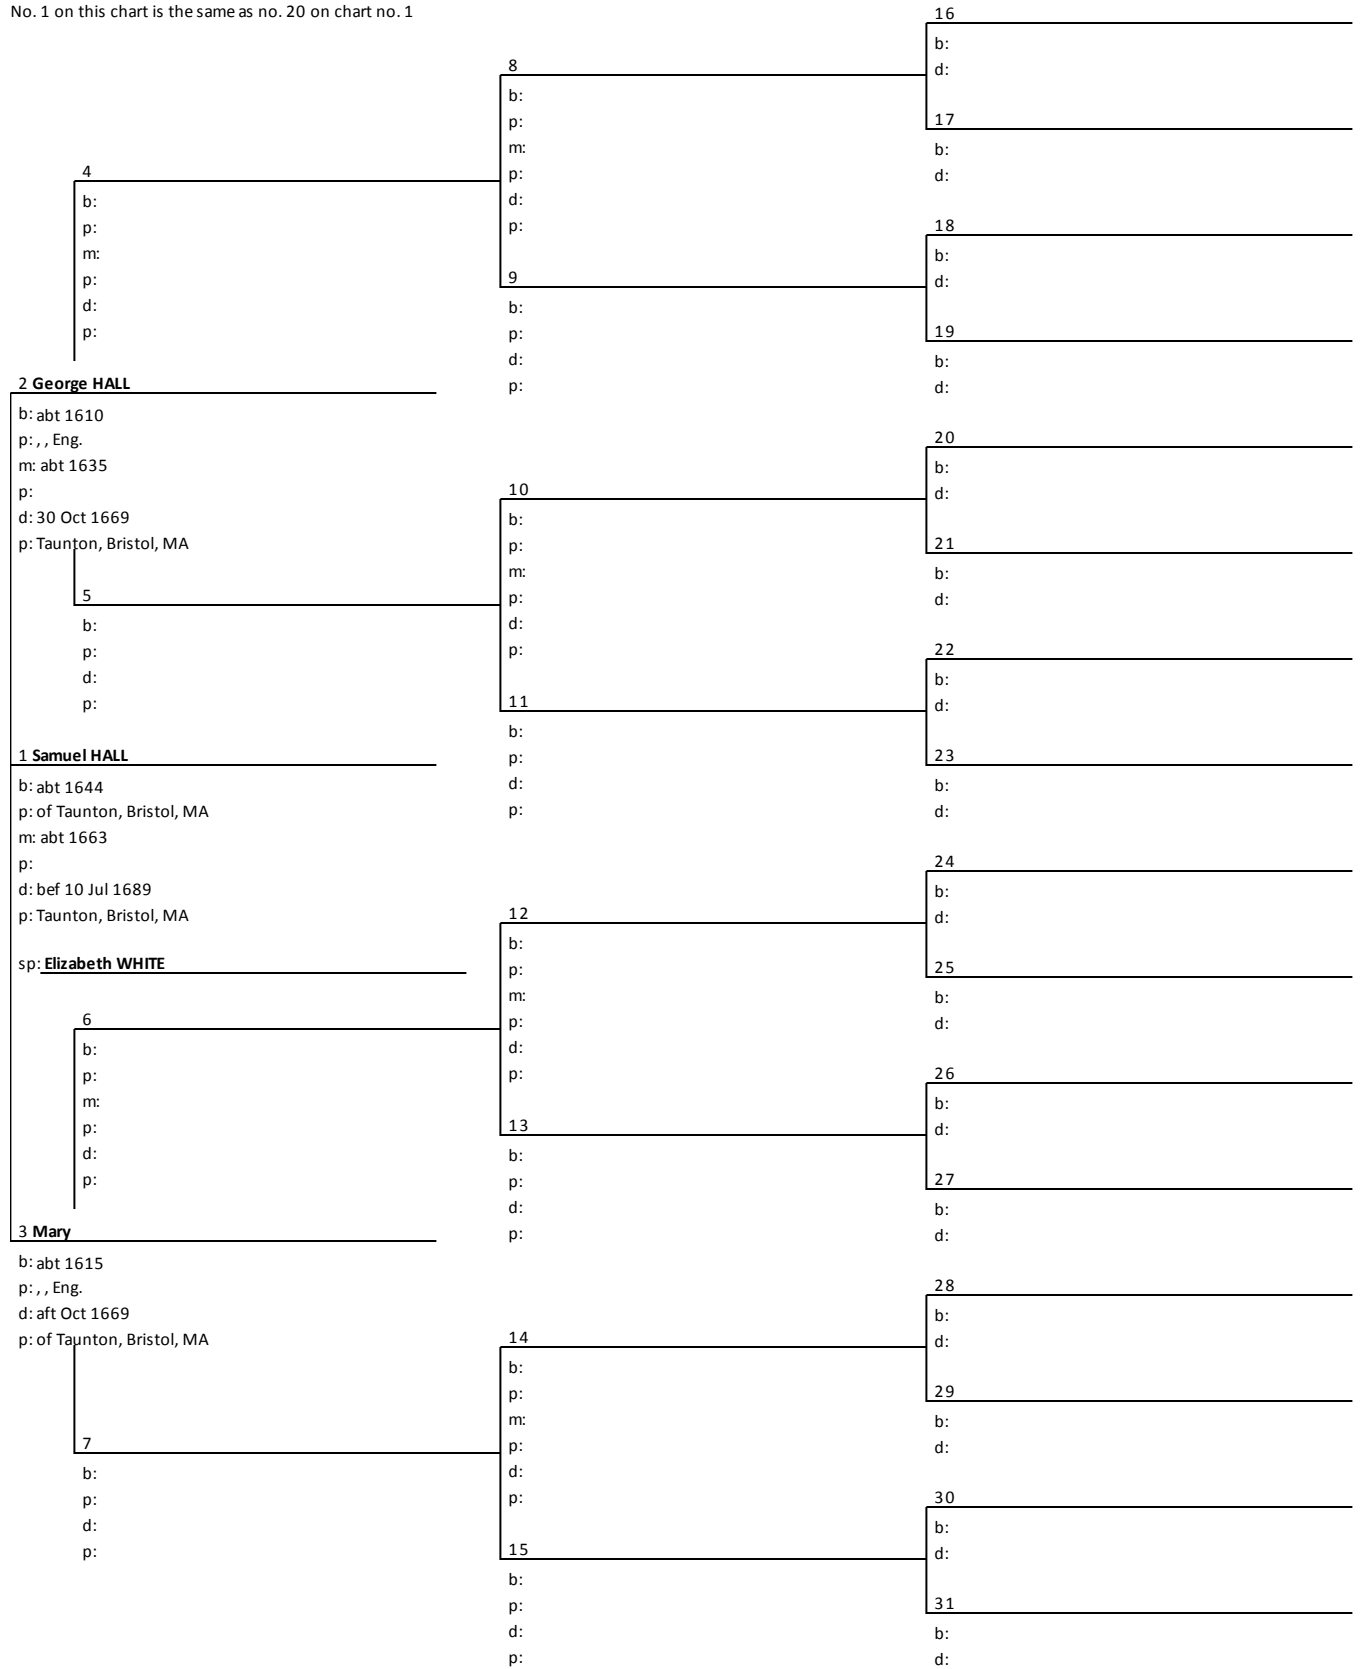 No. 1 on this chart is the same as no. 20 on chart no. 1
16
b:
d:
8
b:
p:
m:
p:
d:
p:
17
b:
d:
4
b:
p:
m:
p:
d:
p:
18
b:
d:
9
b:
p:
d:
p:
19
b:
d:
2 George HALL
b: abt 1610
p: , , Eng.
m: abt 1635
p:
d: 30 Oct 1669
p: Taunton, Bristol, MA
20
b:
d:
10
b:
p:
m:
p:
d:
p:
21
b:
d:
5
b:
p:
d:
p:
22
b:
d:
11
b:
p:
d:
p:
23
b:
d:
1 Samuel HALL
b: abt 1644
p: of Taunton, Bristol, MA
m: abt 1663
p:
d: bef 10 Jul 1689
p: Taunton, Bristol, MA
sp: Elizabeth WHITE
24
b:
d:
12
b:
p:
m:
p:
d:
p:
25
b:
d:
6
b:
p:
m:
p:
d:
p:
26
b:
d:
13
b:
p:
d:
p:
27
b:
d:
3 Mary
b: abt 1615
p: , , Eng.
d: aft Oct 1669
p: of Taunton, Bristol, MA
28
b:
d:
14
b:
p:
m:
p:
d:
p:
29
b:
d:
7
b:
p:
d:
p:
30
b:
d:
15
b:
p:
d:
p:
31
b:
d: